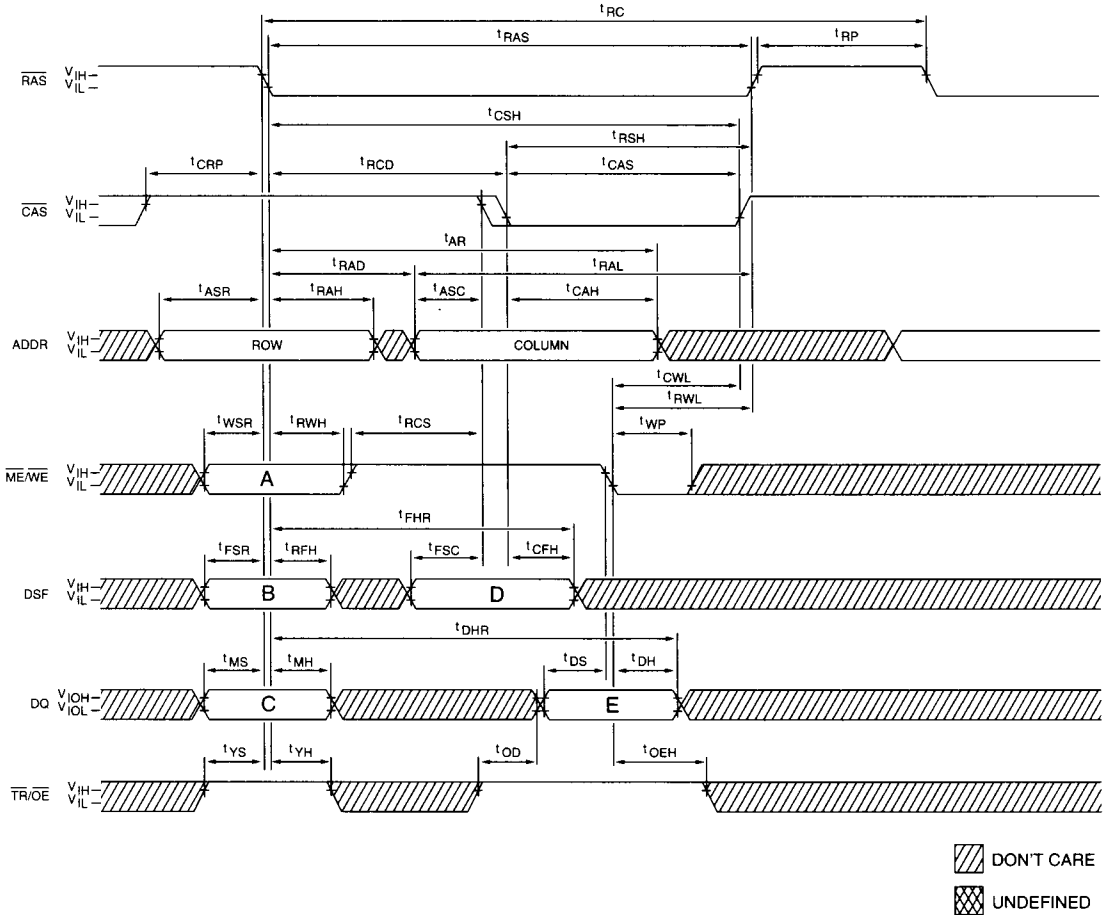 tRC
tRAS tRP
RAS VIH VIL
tCSH
tRSH
tCRP tRCD tCAS
CAS VIH VIL
tAR
tRAD tRAL
tASR tRAH tASC tCAH
ADDR VIH VIL ROW COLUMN
tCWL
tRWL
tWSR tRWH tRCS tWP
ME/WE VIH VIL A
tFHR
tFSR tRFH tFSC tCFH
DSF VIH VIL B D
tDHR
tMS tMH tDS tDH
DQ VIOH VIOL C E
tYS tYH tOD tOEH
TR/OE VIH VIL
DON'T CARE
UNDEFINED